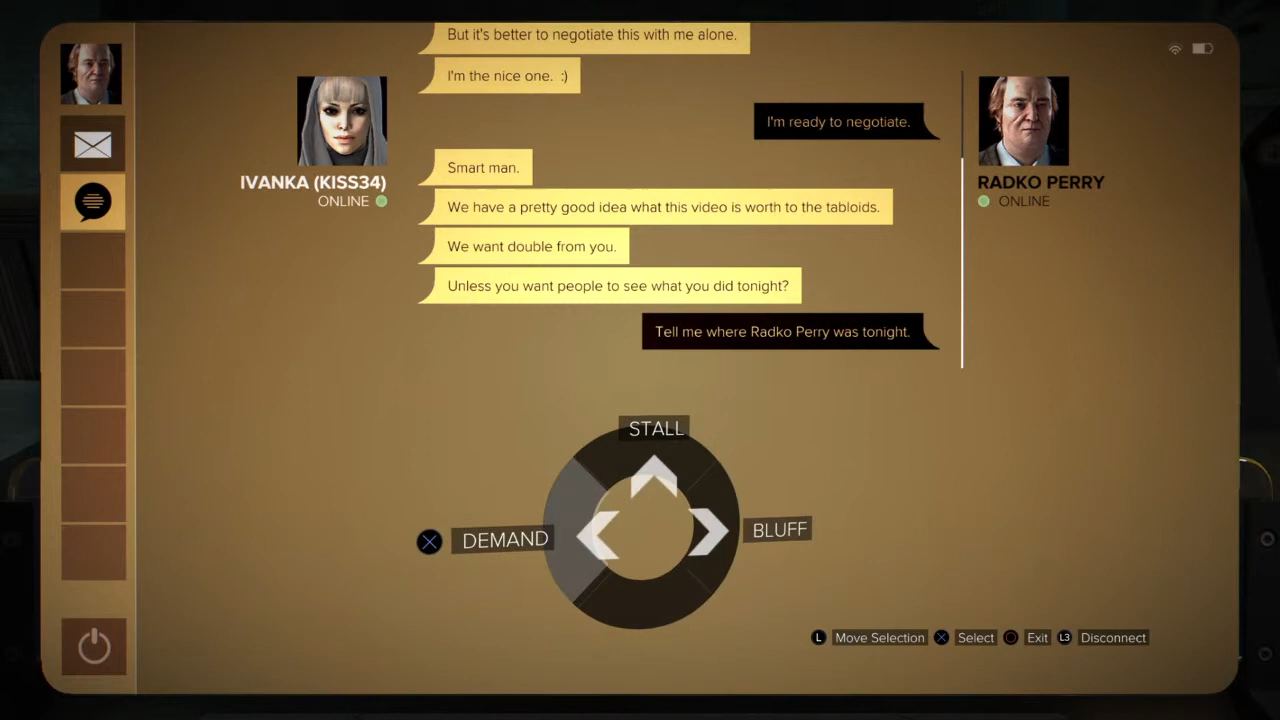 But it's better to negotiate this with me alone.
I'm the nice one. :)
I'm ready to negotiate.
Smart man.
IVANKA (KISS34)
ONLINE
RADKO PERRY
ONLINE
We have a pretty good idea what this video is worth to the tabloids.
We want double from you.
Unless you want people to see what you did tonight?
Tell me where Radko Perry was tonight.
STALL
DEMAND
BLUFF
L Move Selection Select Exit L3 Disconnect